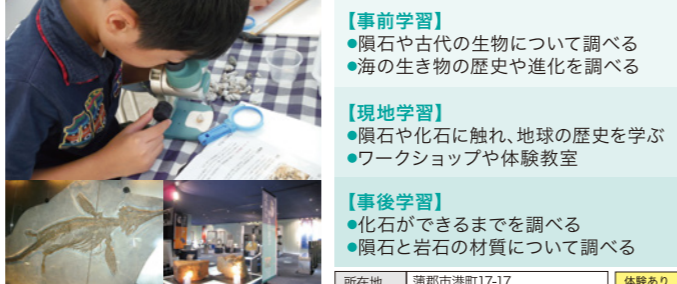 【事前学習】
●隕石や古代の生物について調べる
●海の生き物の歴史や進化を調べる
【現地学習】
●隕石や化石に触れ、地球の歴史を学ぶ
●ワークショップや体験教室
【事後学習】
●化石ができるまでを調べる
●隕石と岩石の材質について調べる
所在地 蒲郡市港町17-17 体験あり